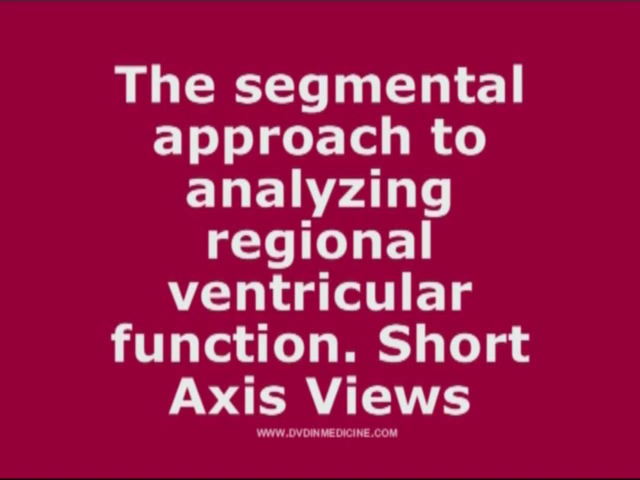 The segmental
approach to
analyzing
regional
ventricular
function. Short
Axis Views
WWW.DVDINMEDICINE.COM